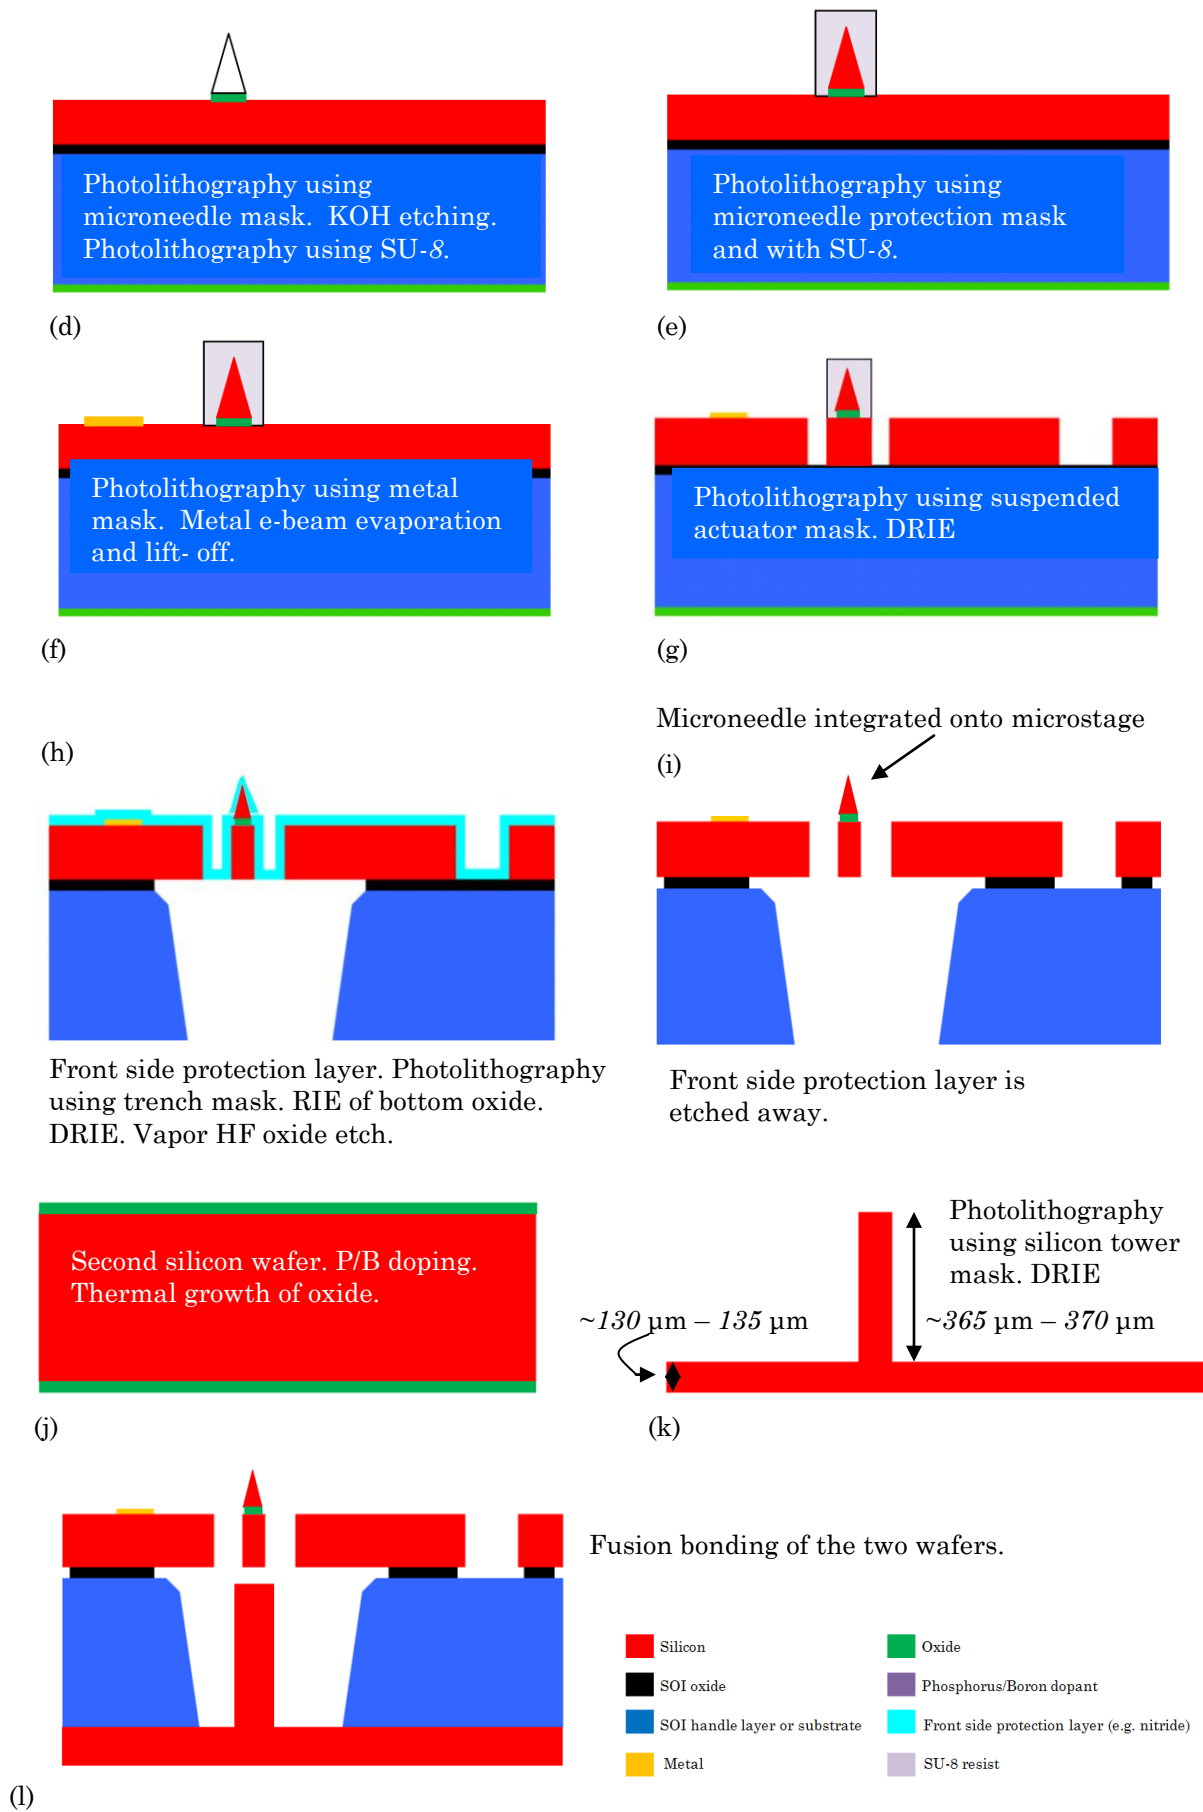 Photolithography using
microneedle mask. KOH etching.
Photolithography using SU-8.
(d)
Photolithography using
microneedle protection mask
and with SU-8.
(e)
Photolithography using metal
mask. Metal e-beam evaporation
and lift- off.
(f)
Photolithography using suspended
actuator mask. DRIE
(g)
(h)
Front side protection layer. Photolithography
using trench mask. RIE of bottom oxide.
DRIE. Vapor HF oxide etch.
Microneedle integrated onto microstage
(i)
Front side protection layer is
etched away.
Second silicon wafer. P/B doping.
Thermal growth of oxide.
(j)
Photolithography
using silicon tower
mask. DRIE
~130 µm – 135 µm
~365 µm – 370 µm
(k)
Fusion bonding of the two wafers.
Silicon
SOI oxide
SOI handle layer or substrate
Metal
Oxide
Phosphorus/Boron dopant
Front side protection layer (e.g. nitride)
SU-8 resist
(l)